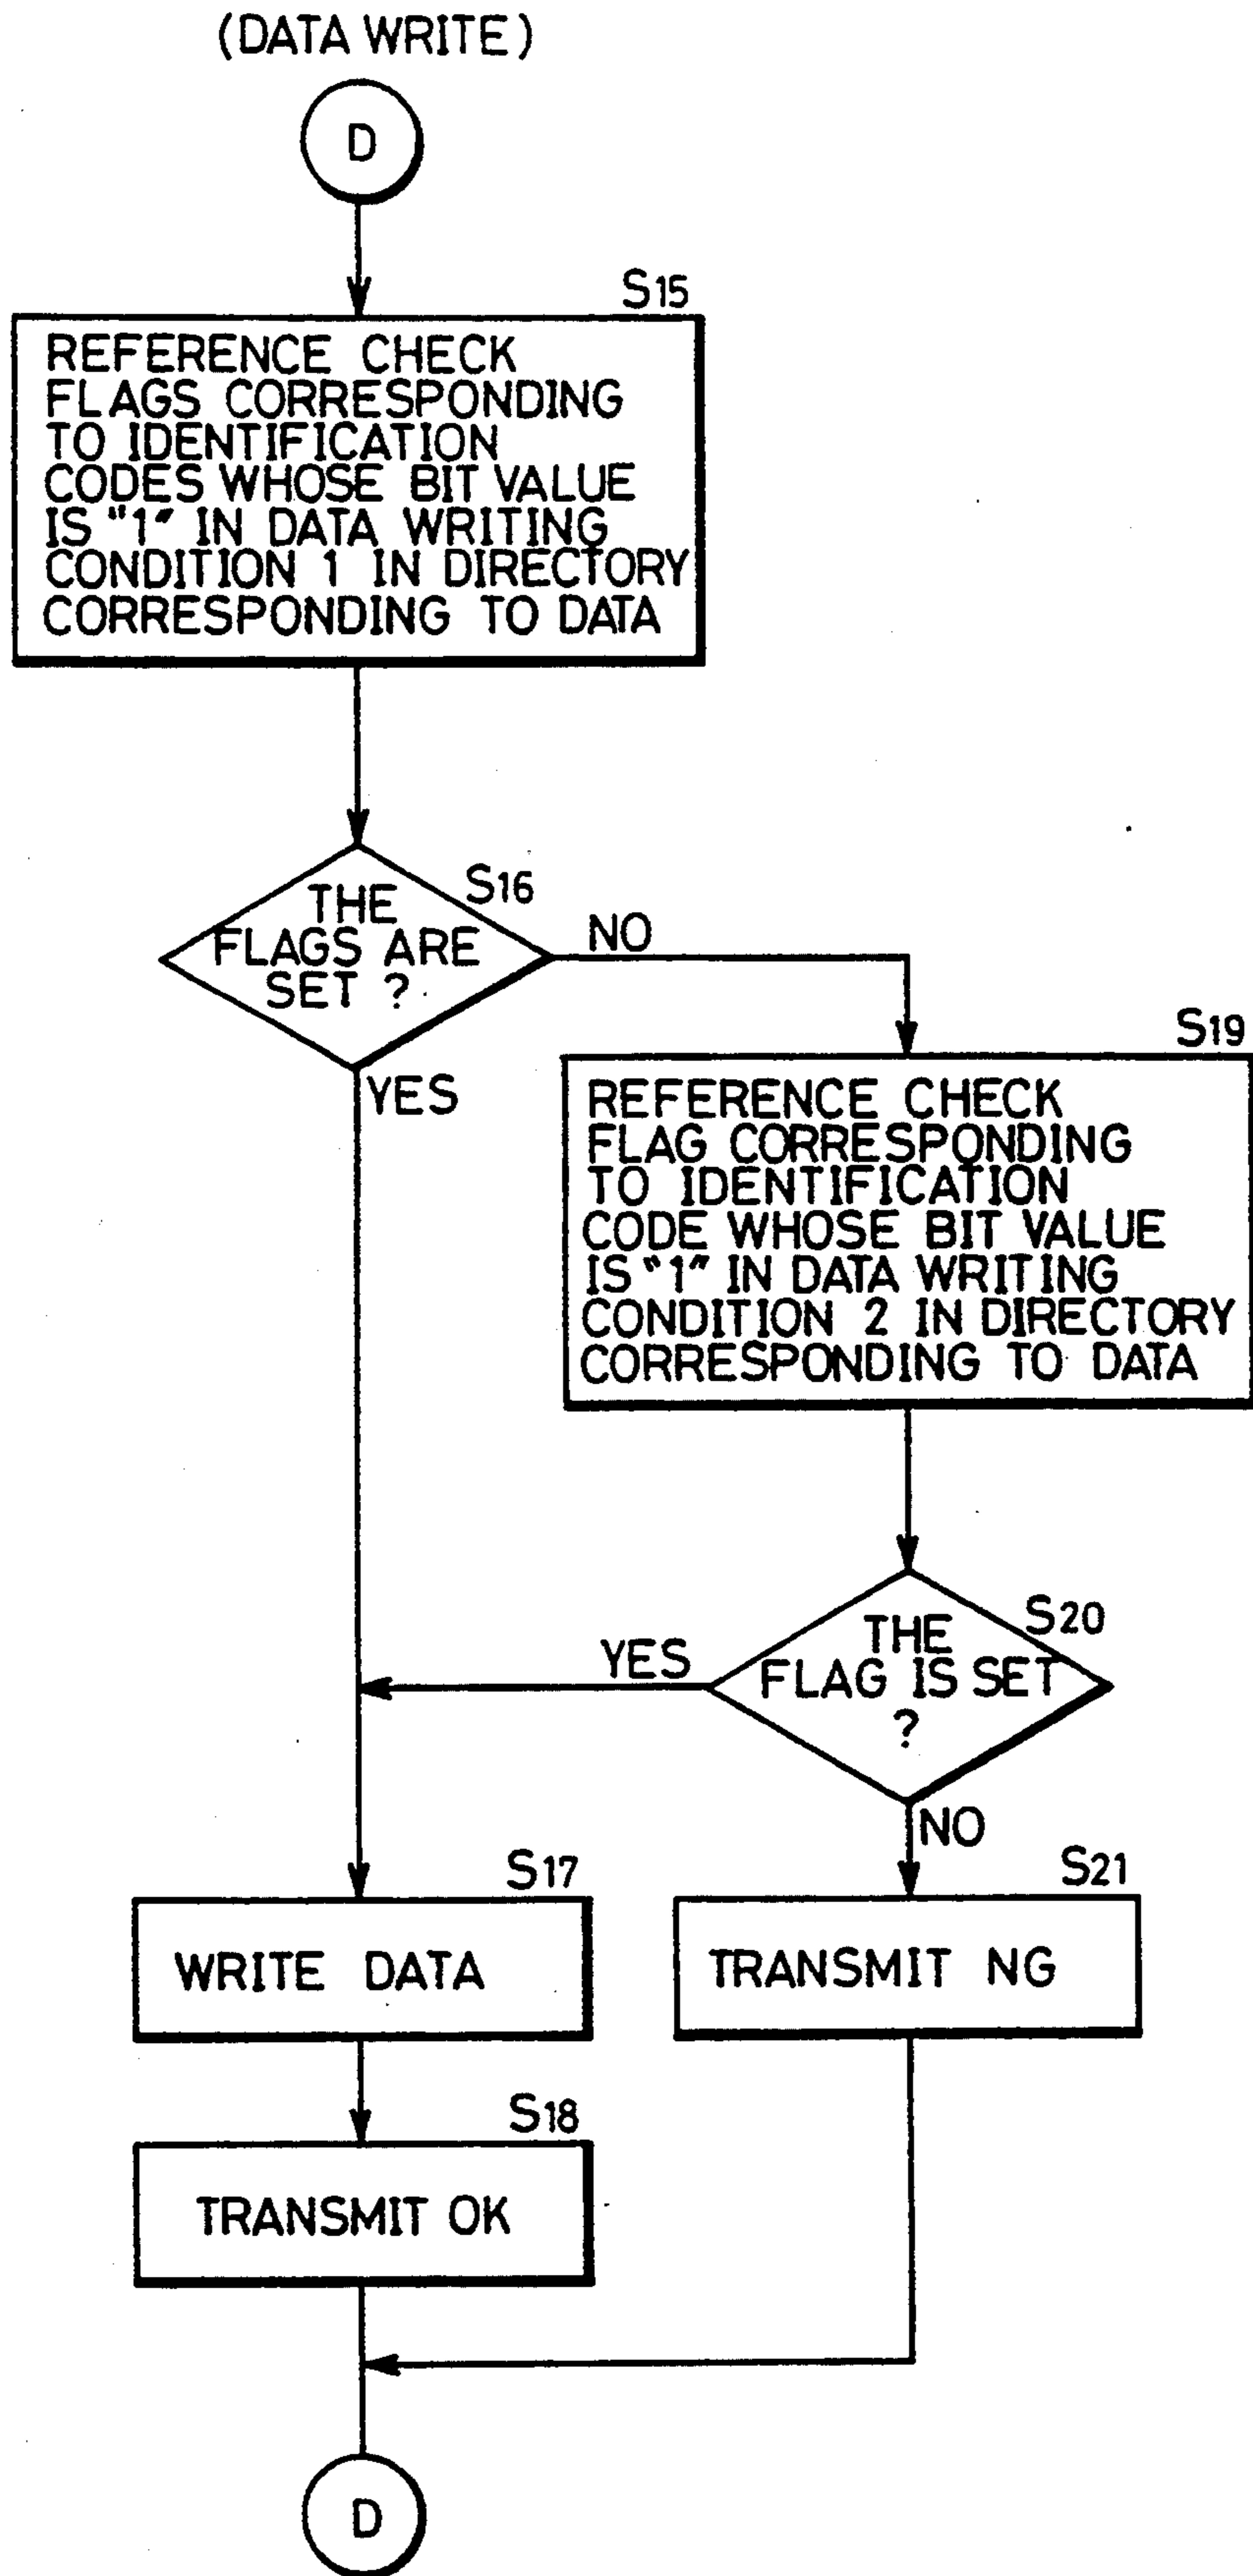 (DATA WRITE)
D
S15
REFERENCE CHECK
FLAGS CORRESPONDING
TO IDENTIFICATION
CODES WHOSE BIT VALUE
IS "1" IN DATA WRITING
CONDITION 1 IN DIRECTORY
CORRESPONDING TO DATA
S16
THE
FLAGS ARE
SET ?
NO
YES
S19
REFERENCE CHECK
FLAG CORRESPONDING
TO IDENTIFICATION
CODE WHOSE BIT VALUE
IS "1" IN DATA WRITING
CONDITION 2 IN DIRECTORY
CORRESPONDING TO DATA
S20
THE
FLAG IS SET
?
YES
NO
S17
WRITE DATA
S21
TRANSMIT NG
S18
TRANSMIT OK
D